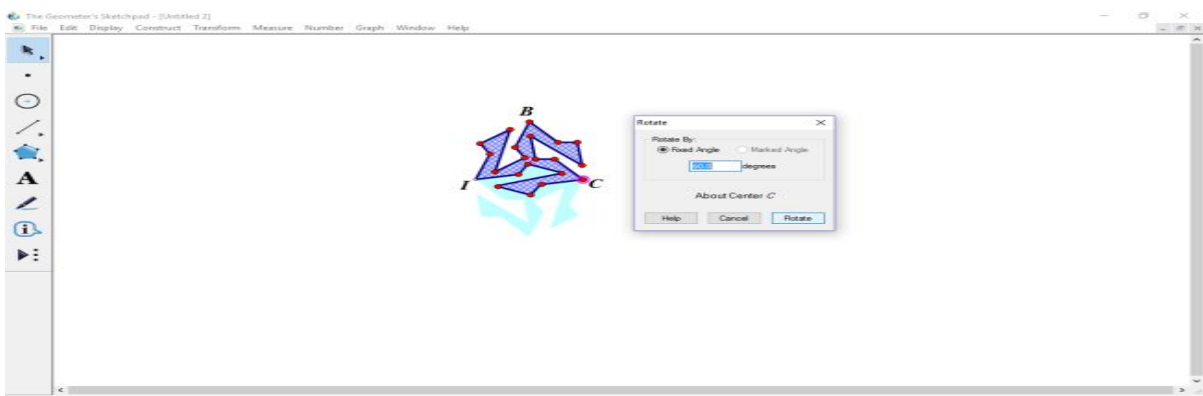 The Geometer's Sketchpad - [Untitled 2]
File Edit Display Construct Transform Measure Number Graph Window Help
A
B
I
C
Rotate
Rotate By:
Fixed Angle Marked Angle
degrees
About Center C
Help Cancel Rotate